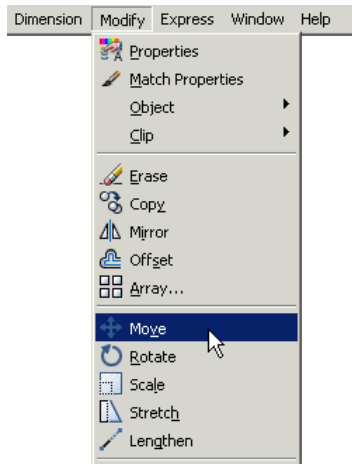 Dimension Modify Express Window Help
Properties
Match Properties
Object
Clip
Erase
Copy
Mirror
Offset
Array...
Move
Rotate
Scale
Stretch
Lengthen